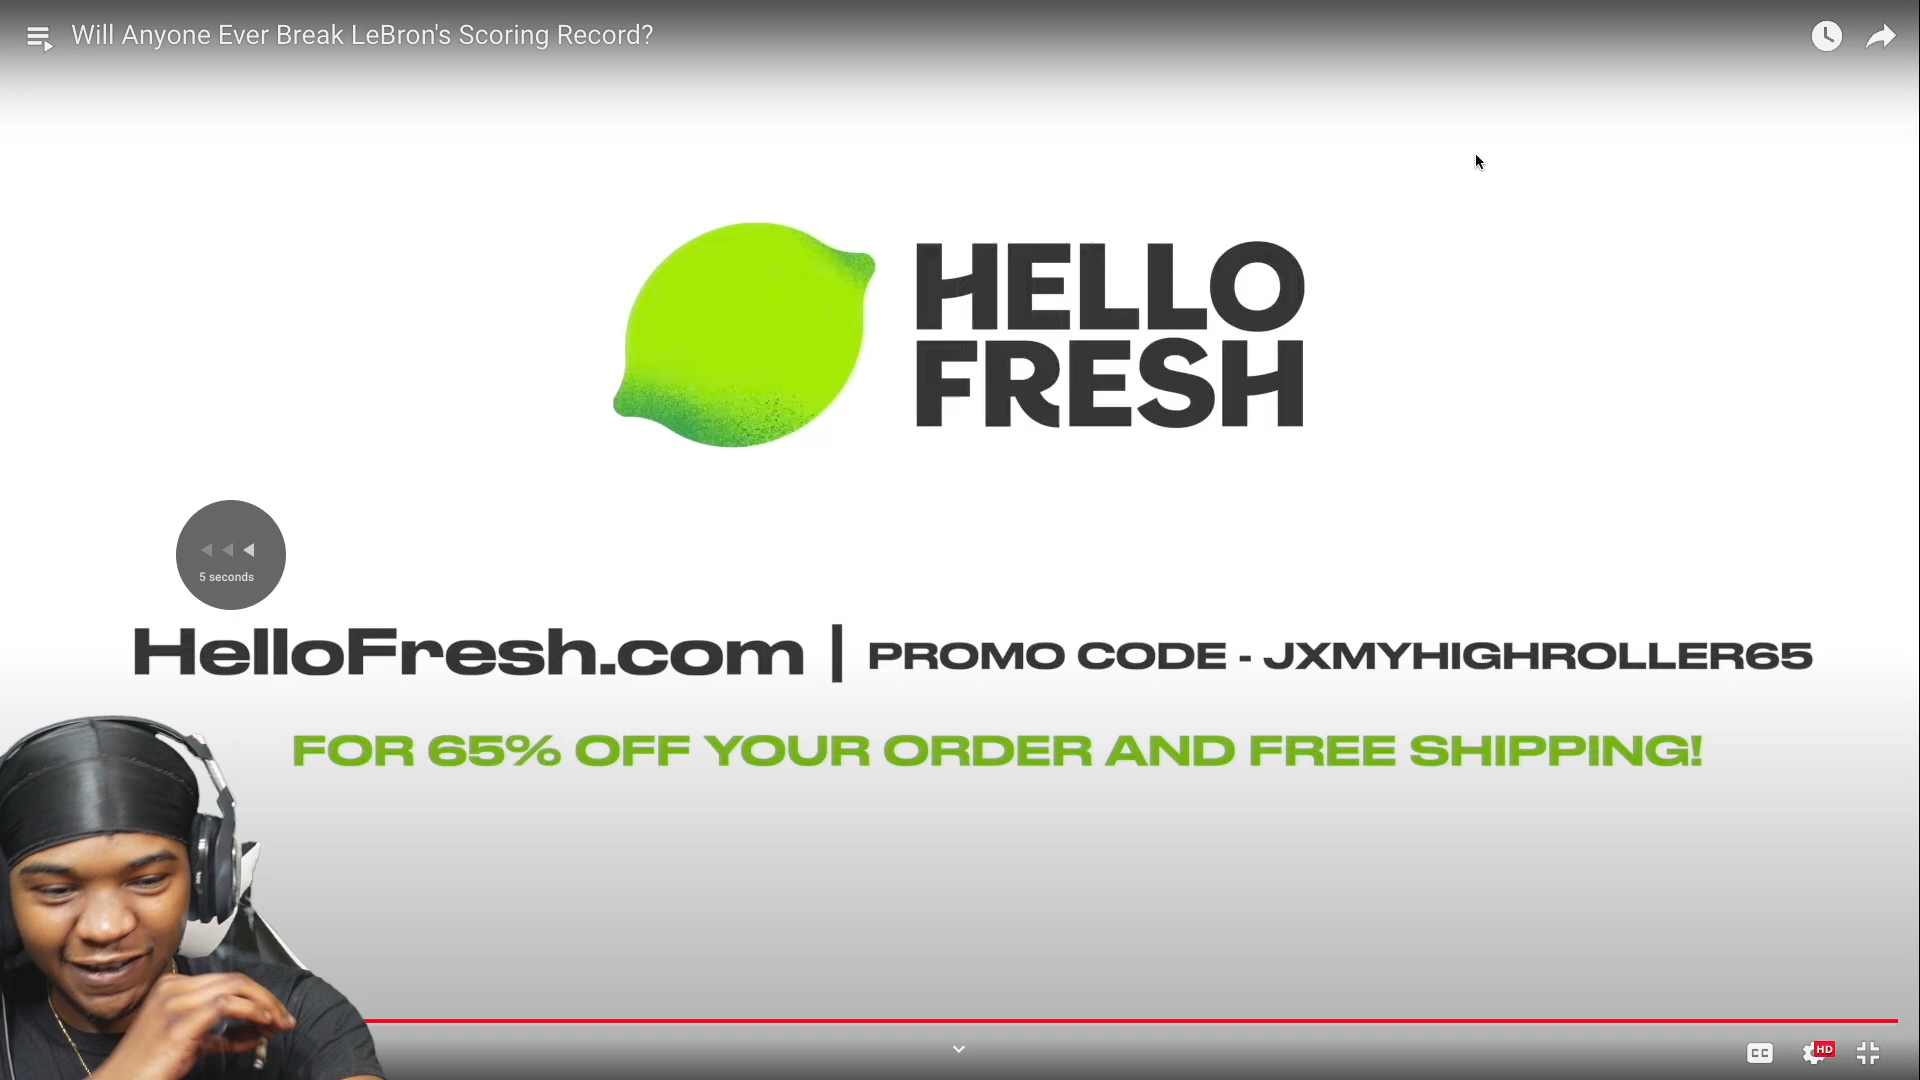 Will Anyone Ever Break LeBron's Scoring Record?
HELLO
FRESH
5 seconds
HelloFresh.com | PROMO CODE - JXMYHIGHROLLER65
FOR 65% OFF YOUR ORDER AND FREE SHIPPING!
CC
HD